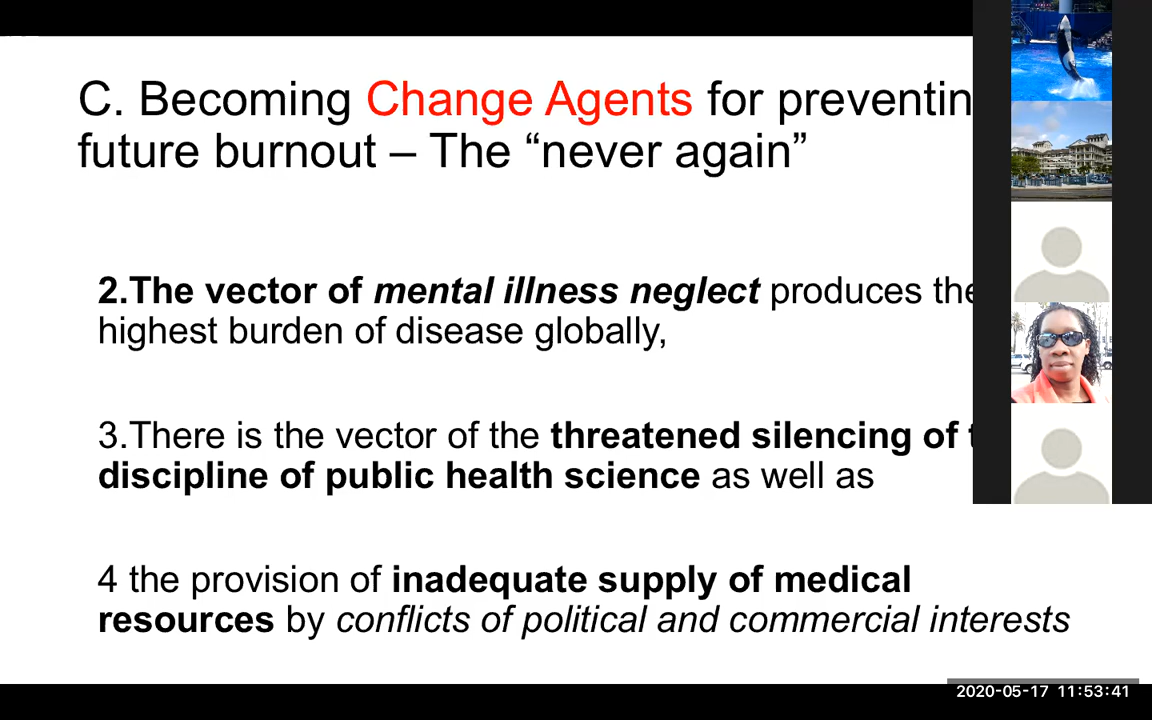 C. Becoming Change Agents for preventin
future burnout – The “never again”
2.The vector of mental illness neglect produces the
highest burden of disease globally,
3.There is the vector of the threatened silencing of
discipline of public health science as well as
4 the provision of inadequate supply of medical
resources by conflicts of political and commercial interests
2020-05-17 11:53:41